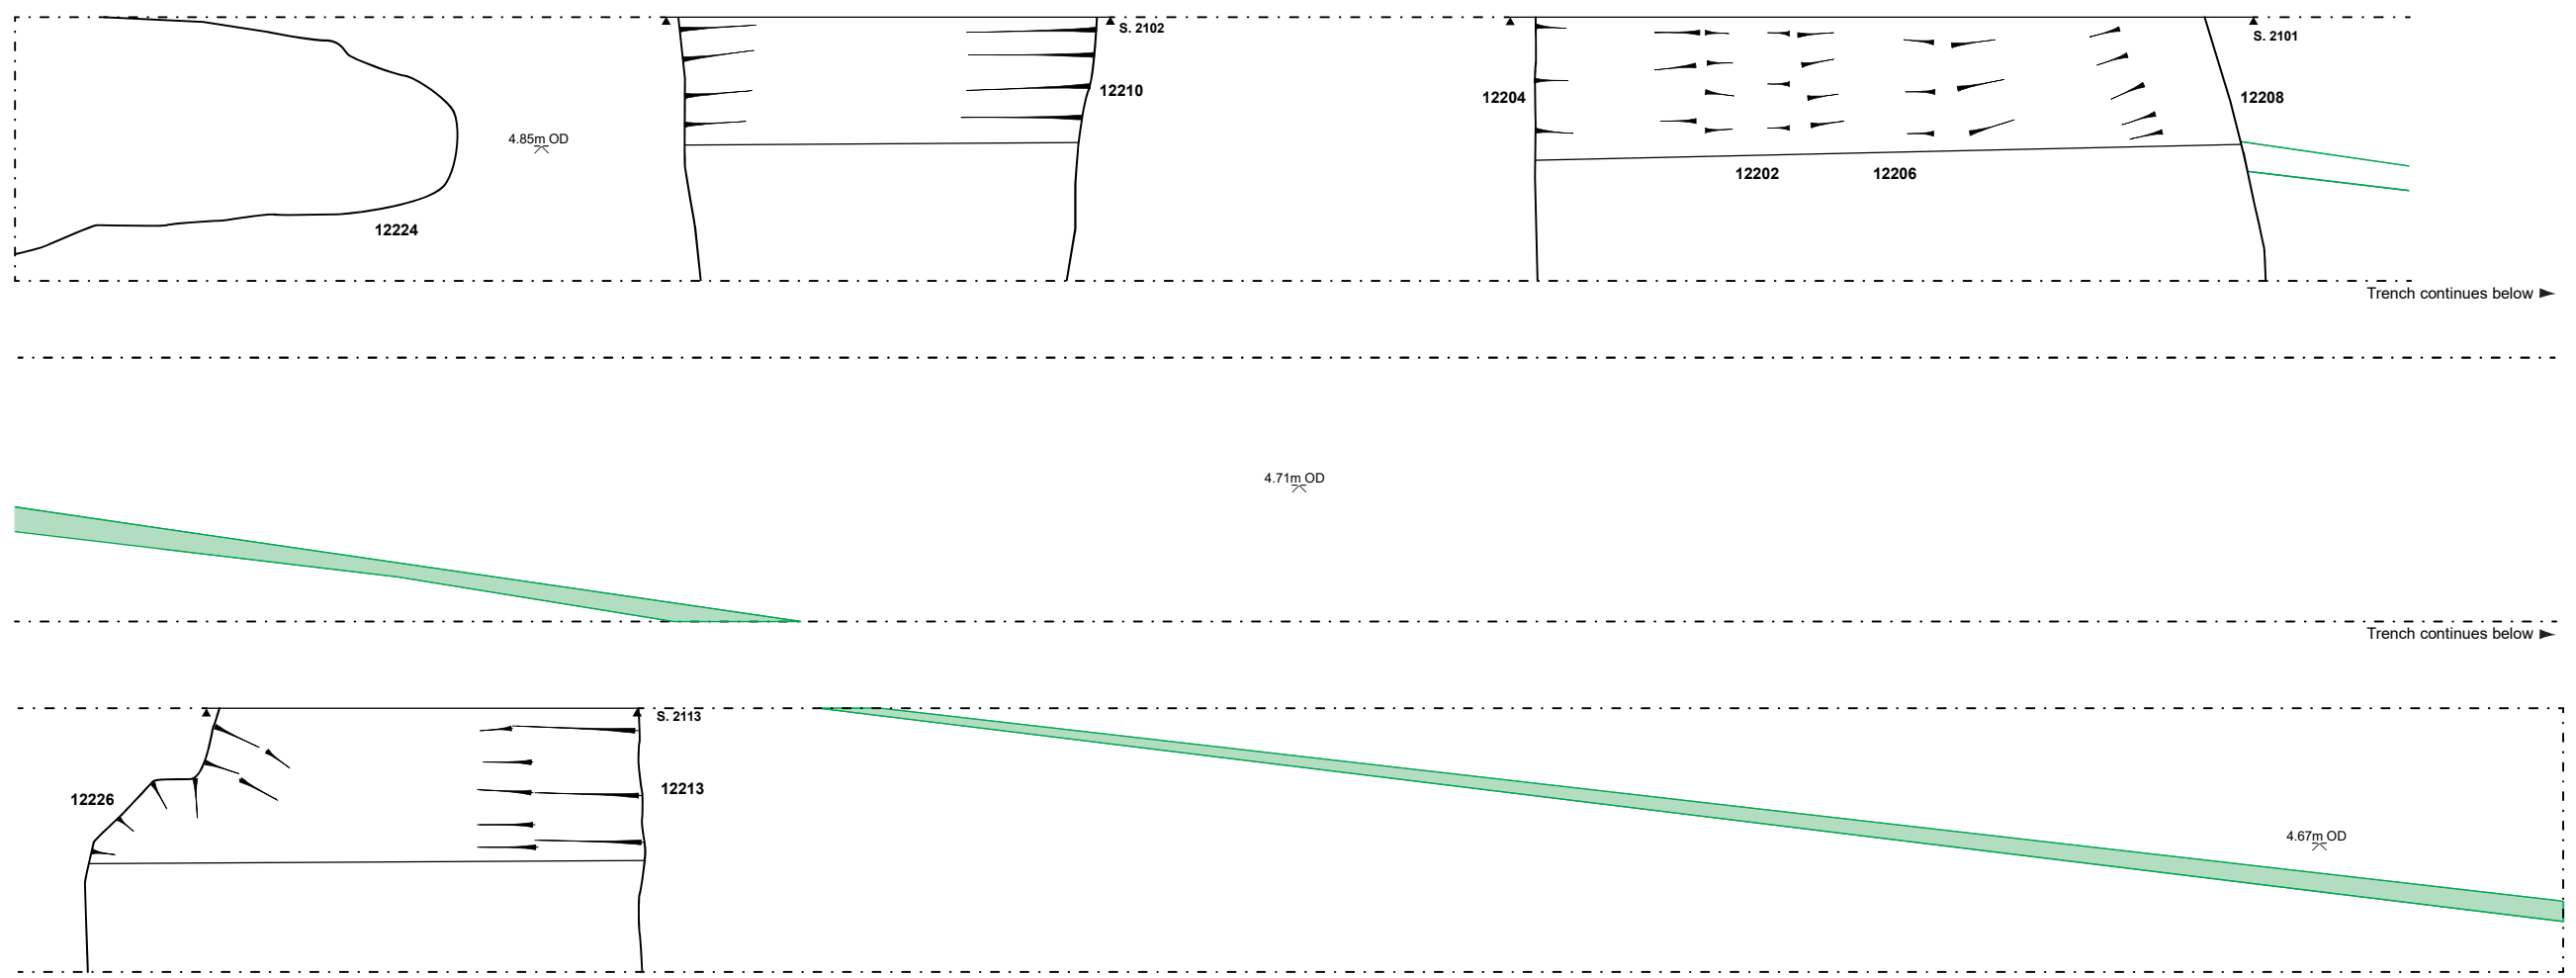 S. 2102
S. 2101
12210
12204
12208
4.85m OD
12202
12206
12224
Trench continues below
4.71m OD
Trench continues below
S. 2113
12226
12213
4.67m OD